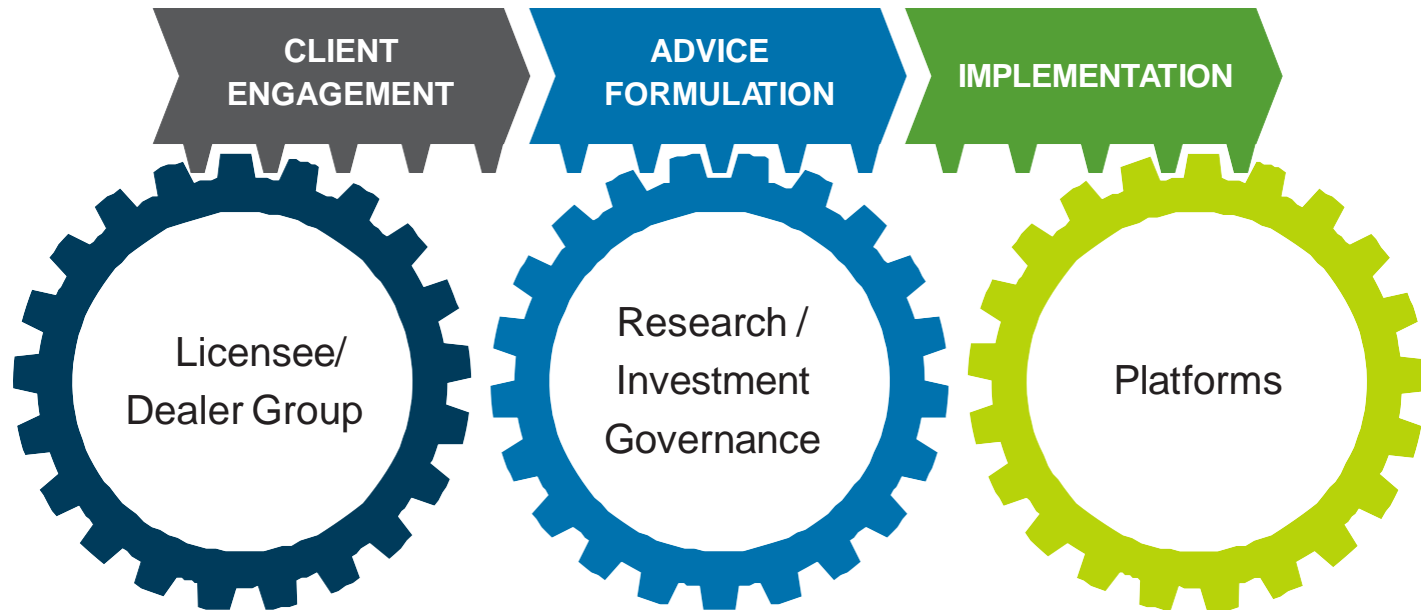 CLIENT
ENGAGEMENT
ADVICE
FORMULATION
IMPLEMENTATION
Licensee/
Dealer Group
Research /
Investment
Governance
Platforms